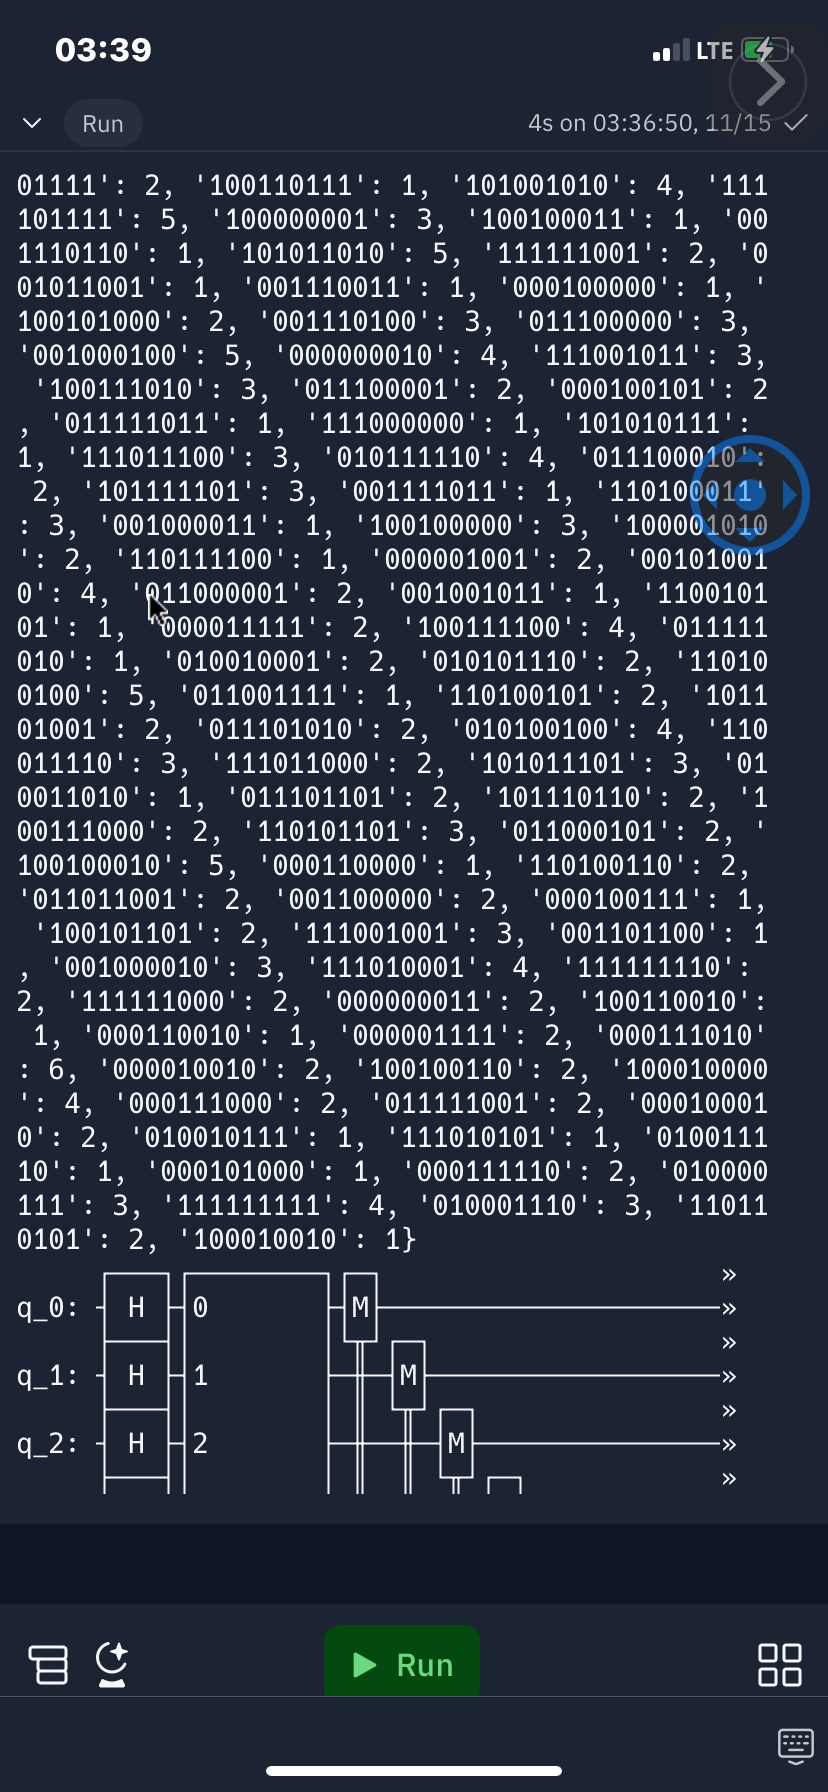 03:39
LTE
Run
4s on 03:36:50, 11/15
01111': 2, '100110111': 1, '101001010': 4, '111
101111': 5, '100000001': 3, '100100011': 1, '00
1110110': 1, '101011010': 5, '111111001': 2, '0
01011001': 1, '001110011': 1, '000100000': 1, '
100101000': 2, '001110100': 3, '011100000': 3,
'001000100': 5, '000000010': 4, '111001011': 3,
'100111010': 3, '011100001': 2, '000100101': 2
, '011111011': 1, '111000000': 1, '101010111':
1, '111011100': 3, '010111110': 4, '011100010':
2, '101111101': 3, '001111011': 1, '110100011'
: 3, '001000011': 1, '100100000': 3, '100001010
': 2, '110111100': 1, '000001001': 2, '00101001
0': 4, '011000001': 2, '001001011': 1, '1100101
01': 1, '000011111': 2, '100111100': 4, '011111
010': 1, '010010001': 2, '010101110': 2, '11010
0100': 5, '011001111': 1, '110100101': 2, '1011
01001': 2, '011101010': 2, '010100100': 4, '110
011110': 3, '111011000': 2, '101011101': 3, '01
0011010': 1, '011101101': 2, '101110110': 2, '1
00111000': 2, '110101101': 3, '011000101': 2, '
100100010': 5, '000110000': 1, '110100110': 2,
'011011001': 2, '001100000': 2, '000100111': 1,
'100101101': 2, '111001001': 3, '001101100': 1
, '001000010': 3, '111010001': 4, '111111110':
2, '111111000': 2, '000000011': 2, '100110010':
1, '000110010': 1, '000001111': 2, '000111010'
: 6, '000010010': 2, '100100110': 2, '100010000
': 4, '000111000': 2, '011111001': 2, '00010001
0': 2, '010010111': 1, '111010101': 1, '0100111
10': 1, '000101000': 1, '000111110': 2, '010000
111': 3, '111111111': 4, '010001110': 3, '11011
0101': 2, '100010010': 1}
»
q_0: H 0 M »
»
q_1: H 1 M »
»
q_2: H 2 M »
»
Run